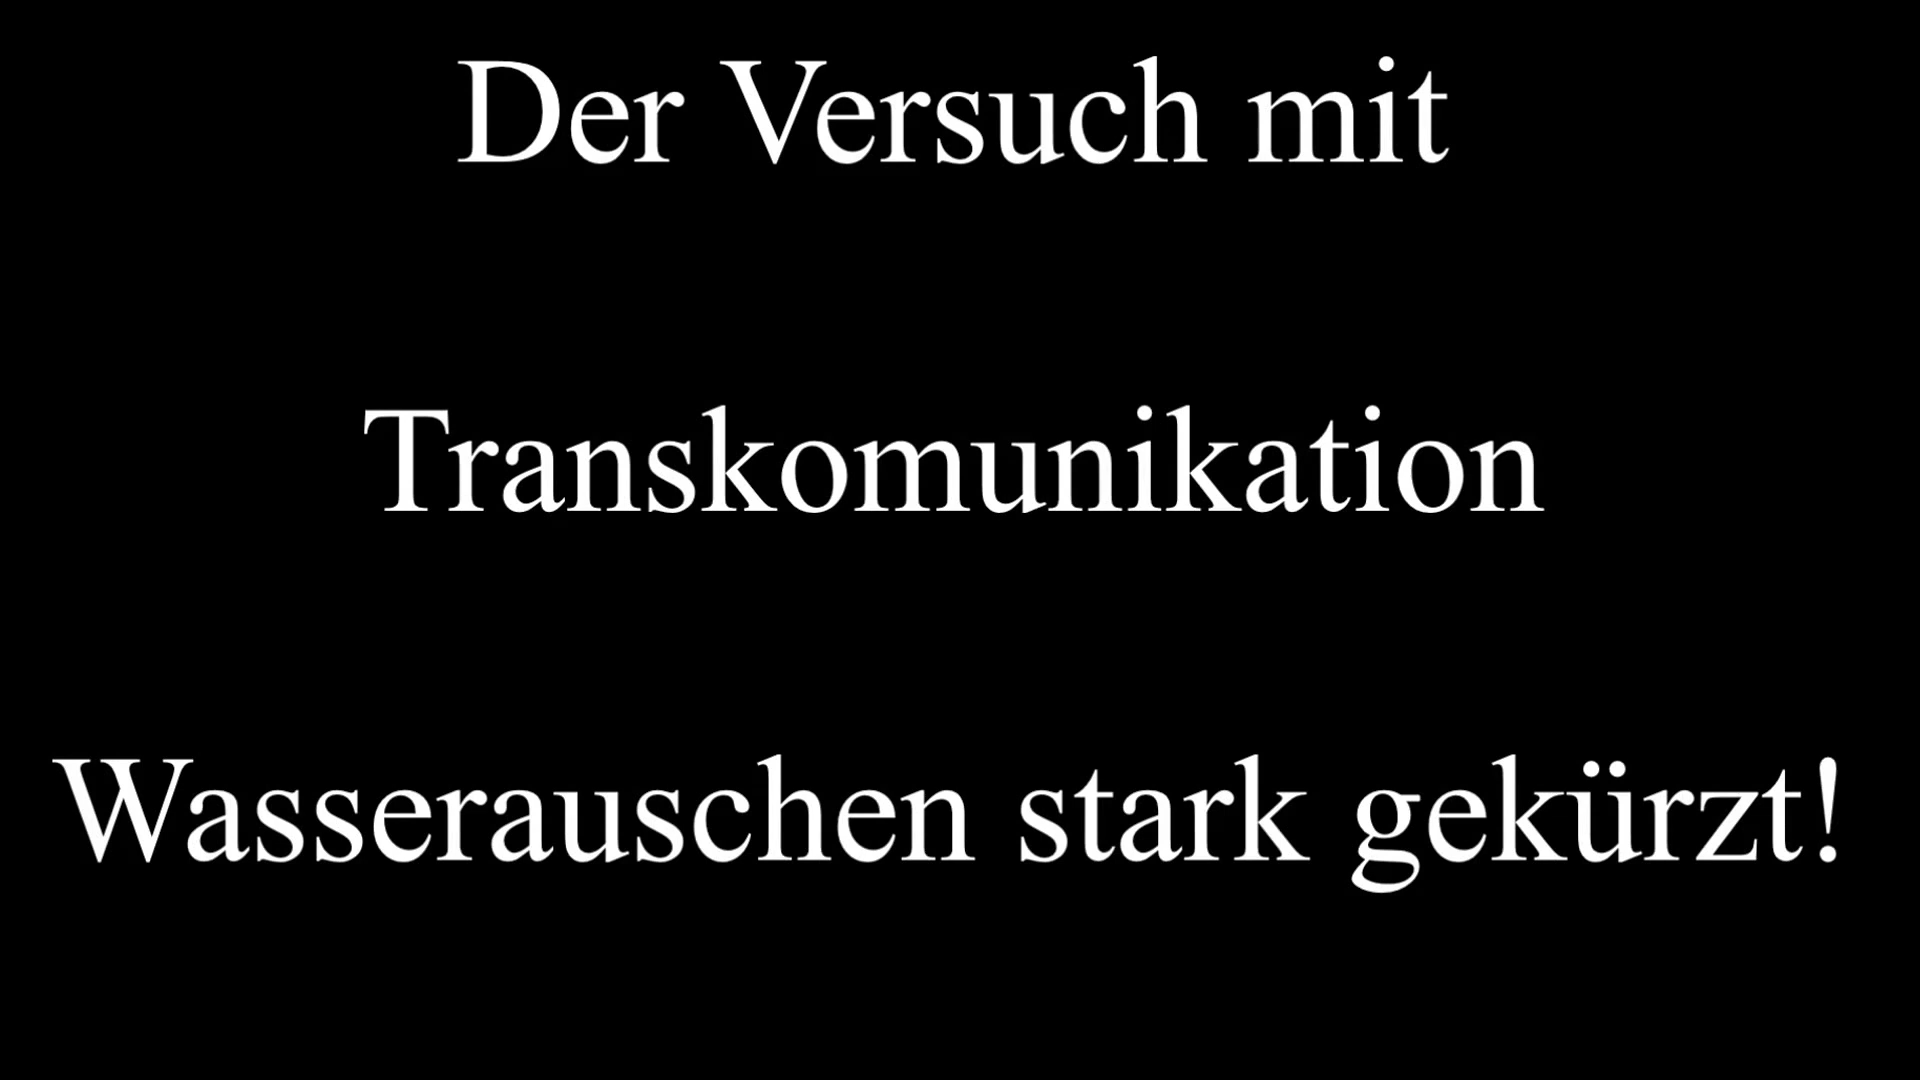 Der Versuch mit
Transkomunikation
Wasserauschen stark gekürzt!